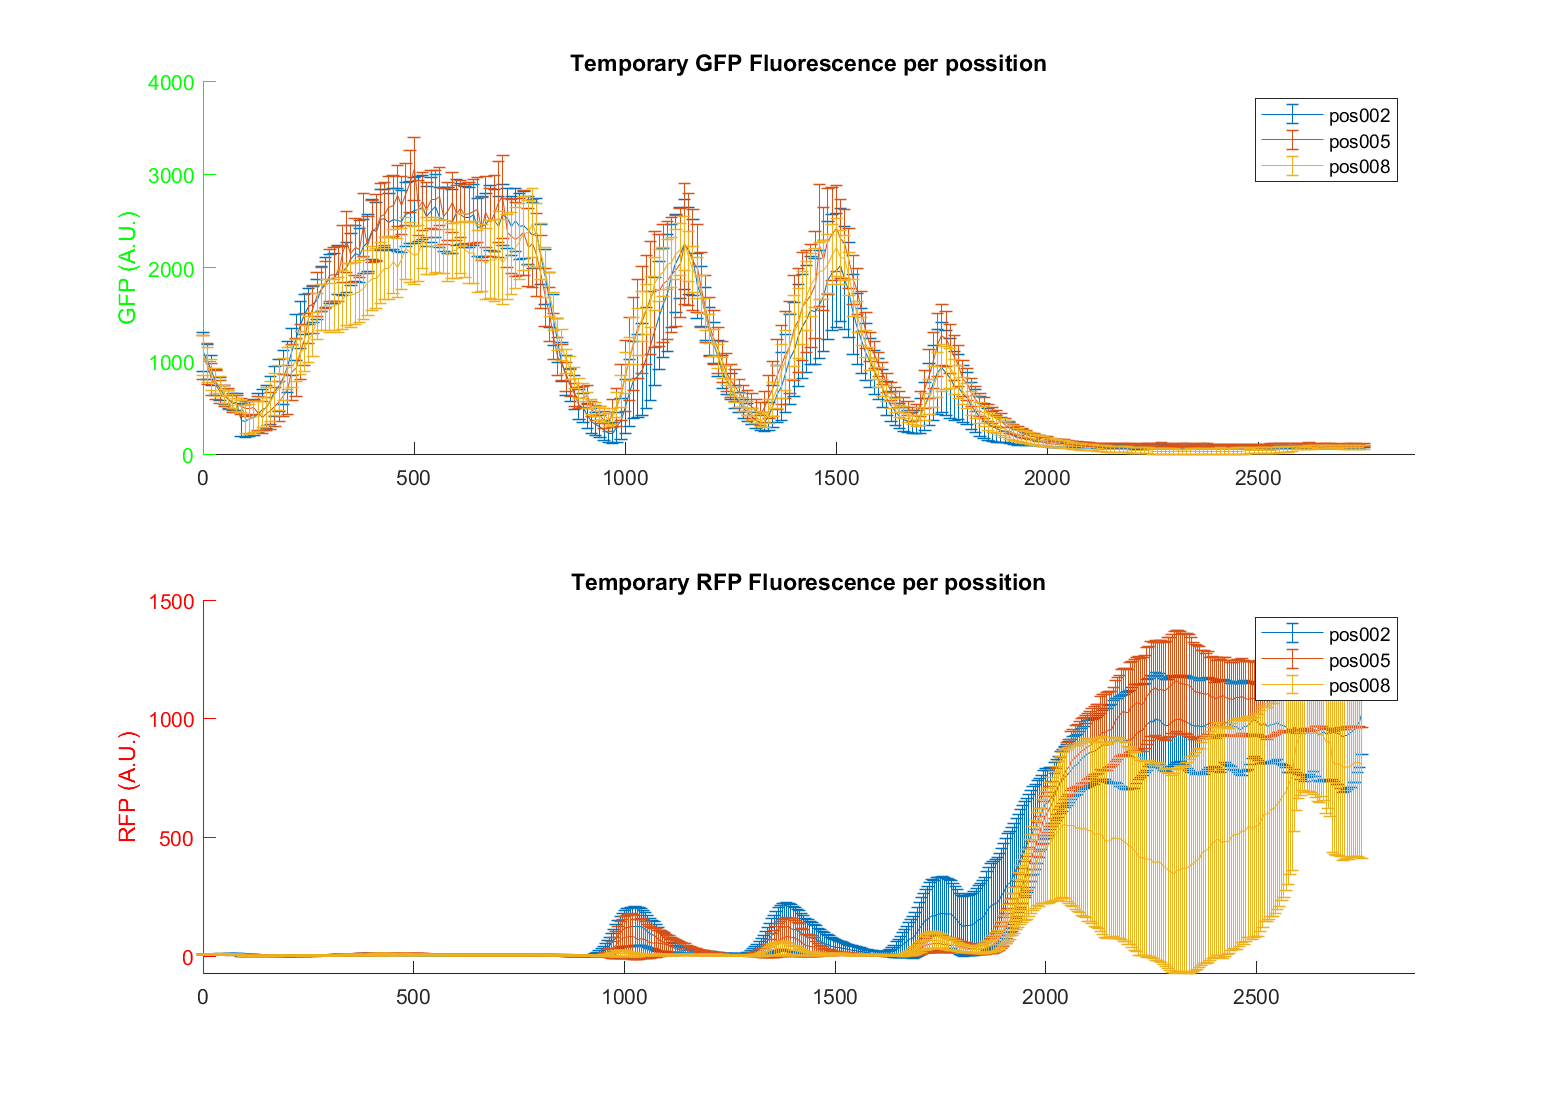 Temporary GFP Fluorescence per possition
4000
3000
2000
1000
0
GFP (A.U.)
pos002
pos005
pos008
0 500 1000 1500 2000 2500
Temporary RFP Fluorescence per possition
1500
1000
500
0
RFP (A.U.)
pos002
pos005
pos008
0 500 1000 1500 2000 2500